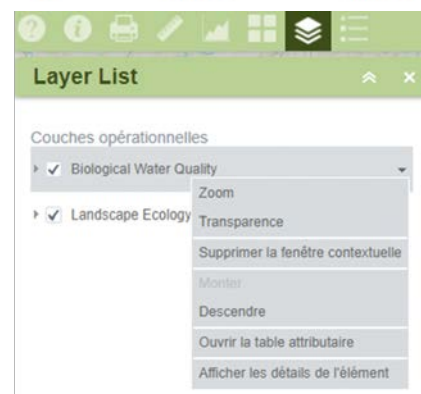 Layer List
Couches opérationnelles
Biological Water Quality
Zoom
Landscape Ecology
Transparence
Supprimer la fenêtre contextuelle
Monter
Descendre
Ouvrir la table attributaire
Afficher les détails de l'élément